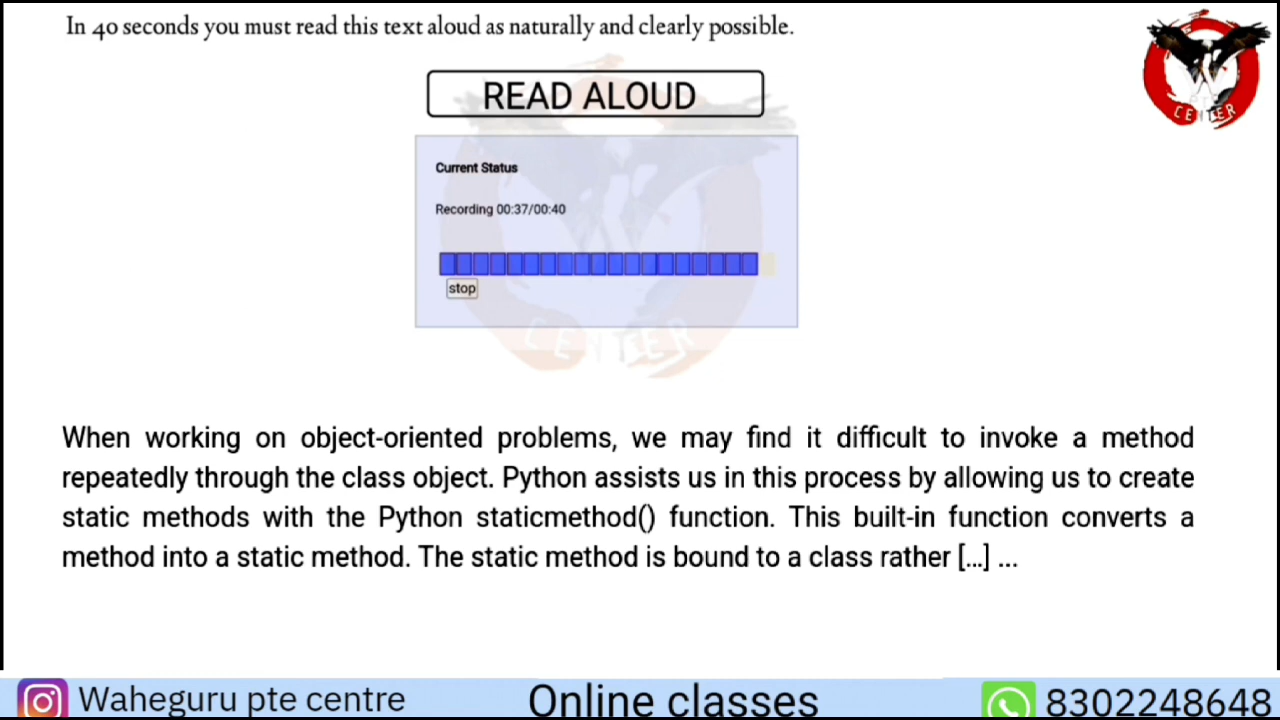 In 40 seconds you must read this text aloud as naturally and clearly possible.
CENTER
READ ALOUD
Current Status
Recording 00:37/00:40
stop
CENTER
When working on object-oriented problems, we may find it difficult to invoke a method
repeatedly through the class object. Python assists us in this process by allowing us to create
static methods with the Python staticmethod() function. This built-in function converts a
method into a static method. The static method is bound to a class rather [...] ...
Waheguru pte centre
Online classes
8302248648